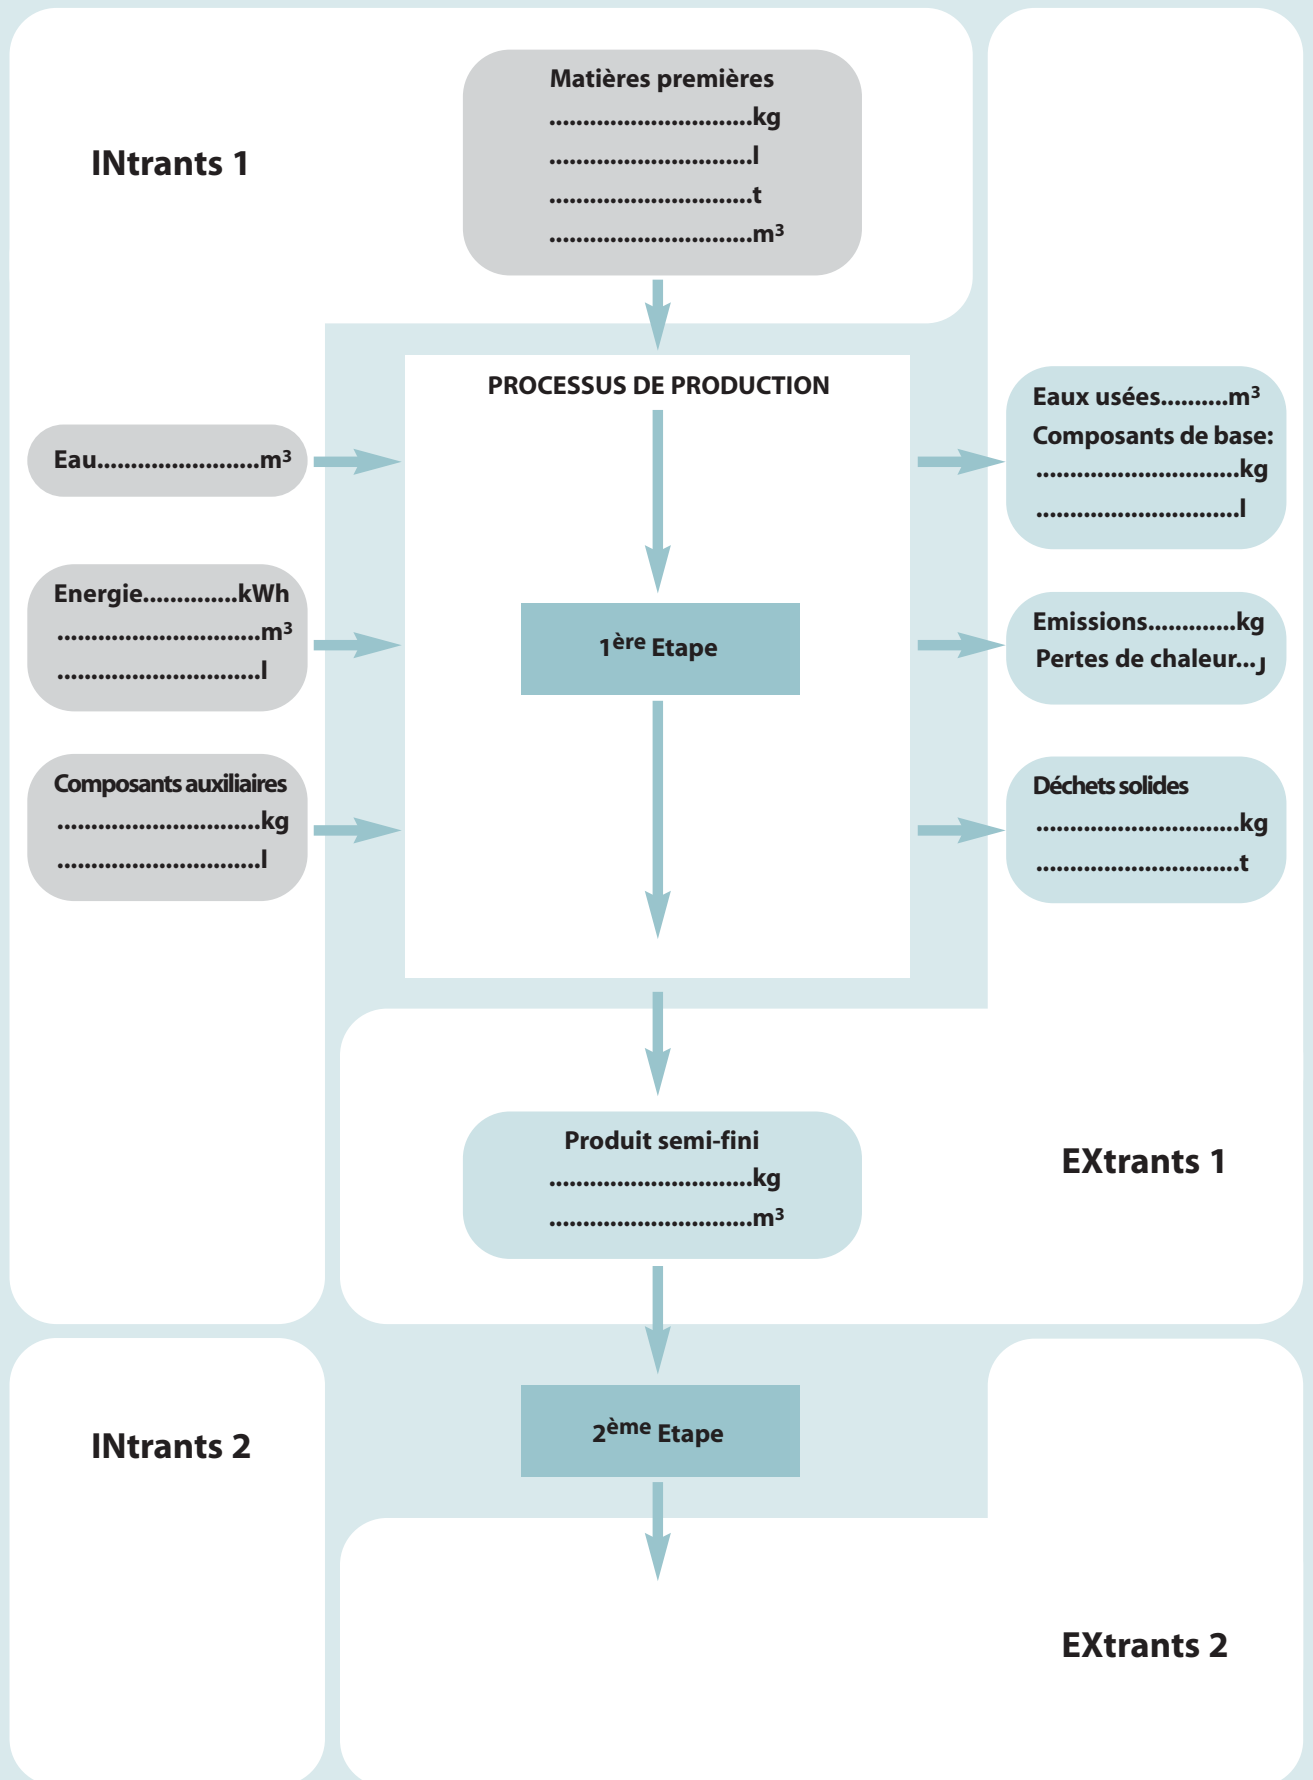 Matières premières
..............................kg
INtrants 1
..............................l
..............................t
..............................m³
PROCESSUS DE PRODUCTION
Eau........................m³
Energie..............kWh
..............................m³
..............................l
Composants auxiliaires
..............................kg
..............................l
1ère Etape
Eaux usées..........m³
Composants de base:
..............................kg
..............................l
Emissions.............kg
Pertes de chaleur...J
Déchets solides
..............................kg
..............................t
Produit semi-fini
..............................kg
..............................m³
EXtrants 1
INtrants 2
2ème Etape
EXtrants 2